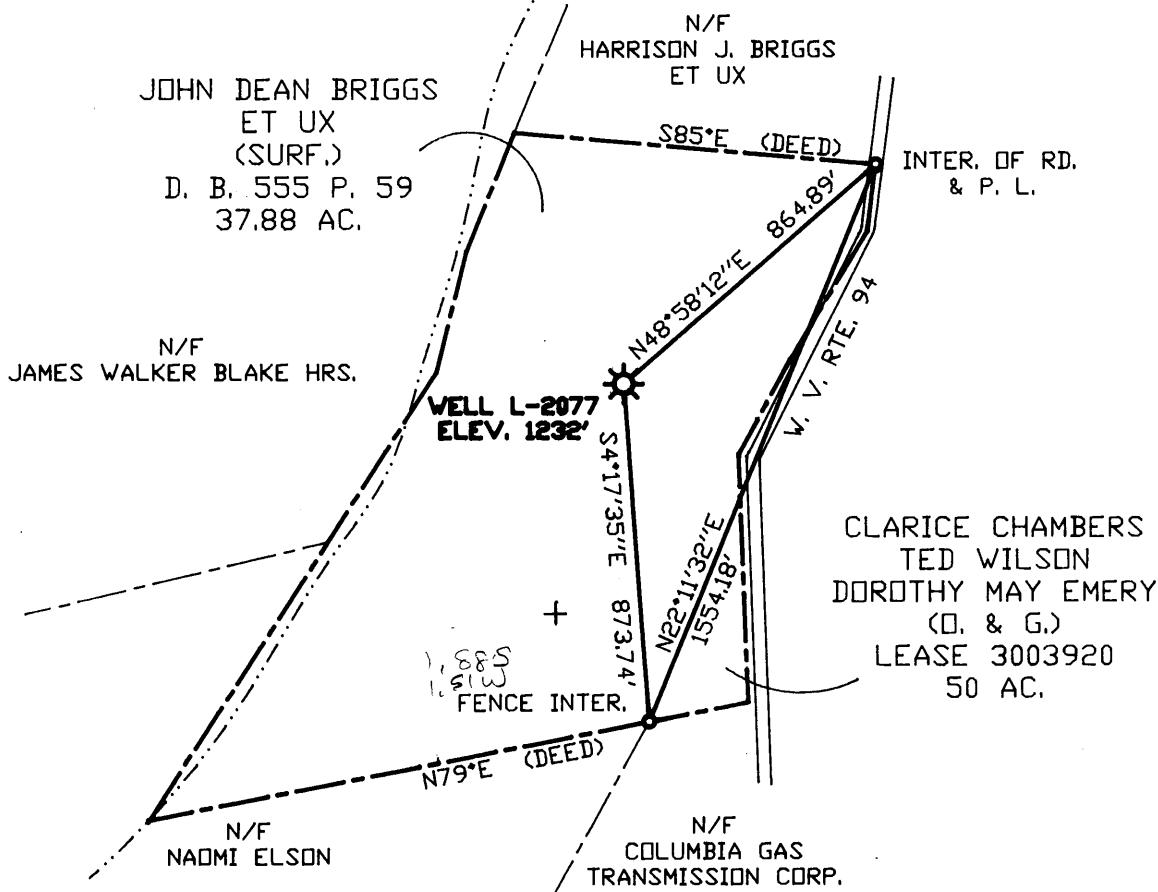 N/F
HARRISON J. BRIGGS
ET UX
JOHN DEAN BRIGGS
ET UX
(SURF.)
D. B. 555 P. 59
37.88 AC.
S85°E (DEED)
INTER. OF RD.
& P. L.
N48°58'12''E 864.89'
W. V. RTE. 94
N/F
JAMES WALKER BLAKE HRS.
WELL L-2077
ELEV. 1232'
S4°17'35''E 873.74'
N22°11'32''E
1554.18'
CLARICE CHAMBERS
TED WILSON
DOROTHY MAY EMERY
(O. & G.)
LEASE 3003920
50 AC.
FENCE INTER.
N79°E (DEED)
N/F
NAOMI ELSON
N/F
COLUMBIA GAS
TRANSMISSION CORP.